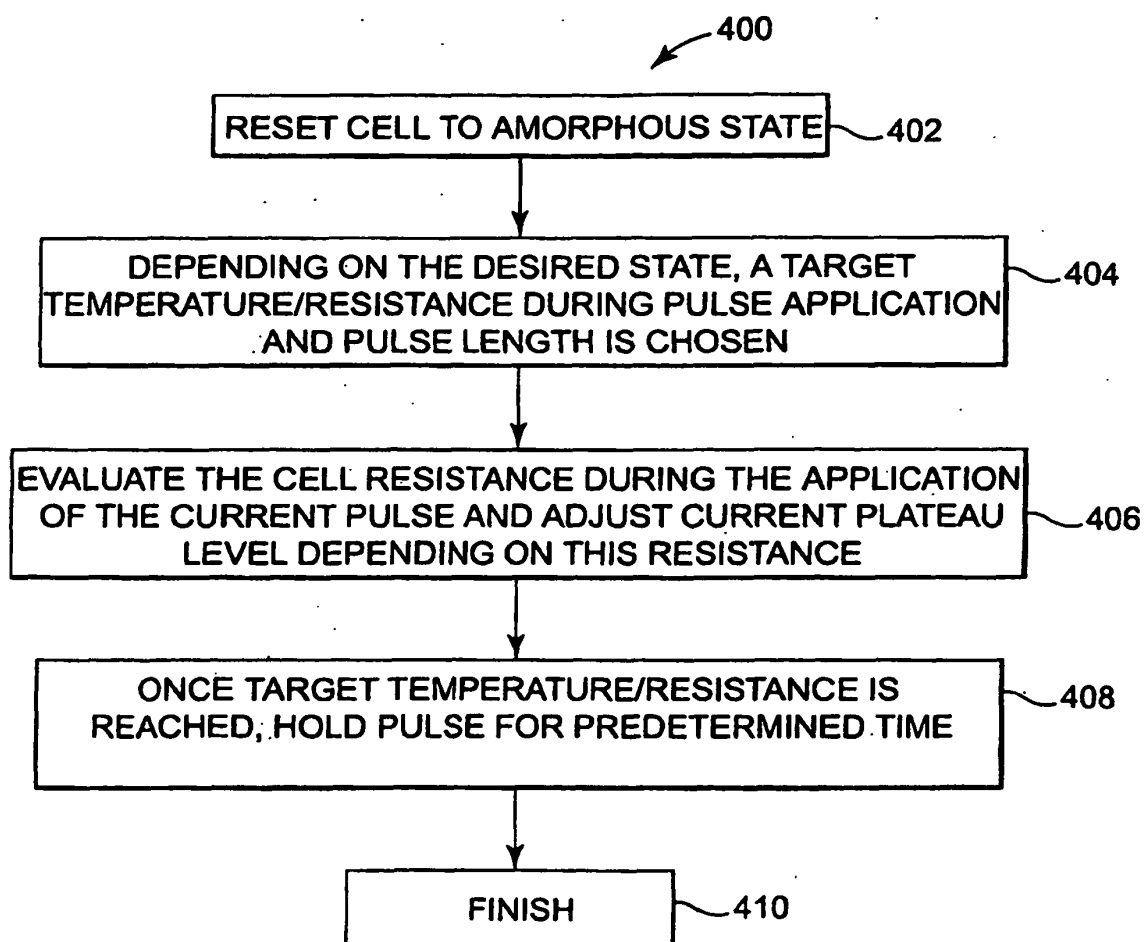 400
RESET CELL TO AMORPHOUS STATE
402
DEPENDING ON THE DESIRED STATE, A TARGET
TEMPERATURE/RESISTANCE DURING PULSE APPLICATION
AND PULSE LENGTH IS CHOSEN
404
EVALUATE THE CELL RESISTANCE DURING THE APPLICATION
OF THE CURRENT PULSE AND ADJUST CURRENT PLATEAU
LEVEL DEPENDING ON THIS RESISTANCE
406
ONCE TARGET TEMPERATURE/RESISTANCE IS
REACHED, HOLD PULSE FOR PREDETERMINED TIME
408
FINISH
410